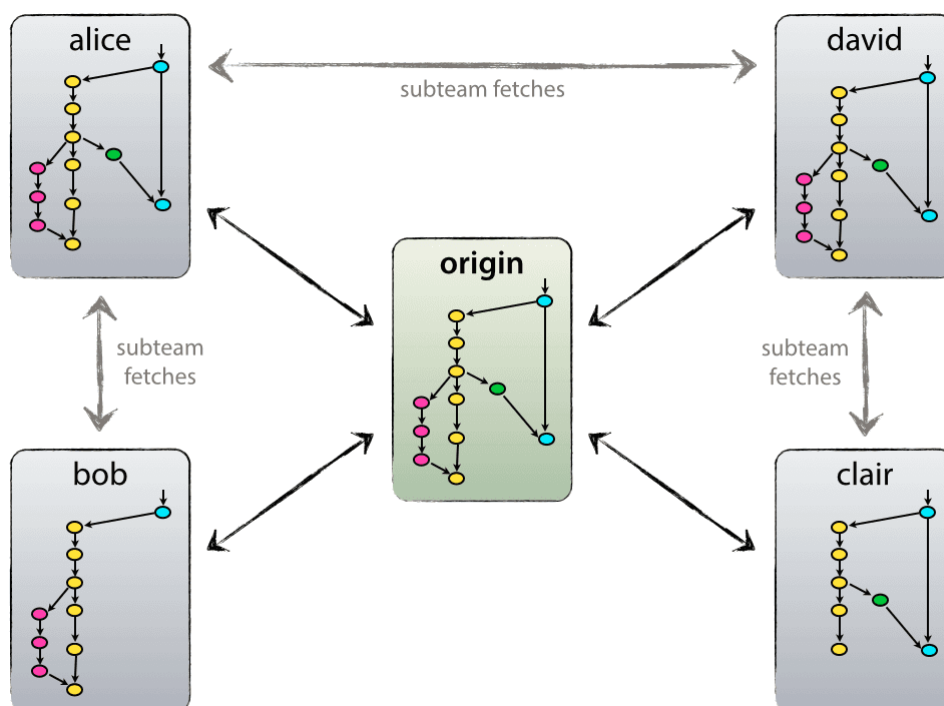 alice
david
subteam fetches
origin
subteam
fetches
subteam
fetches
bob
clair